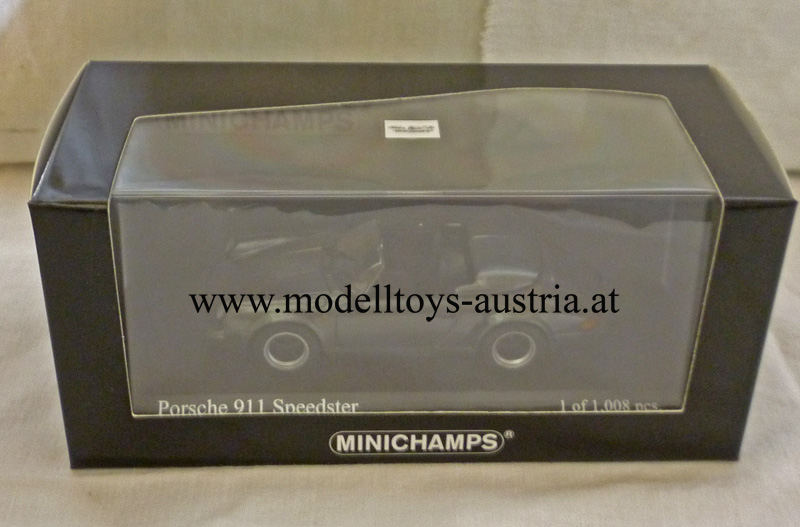 MINICHAMPS
www.modelltoys-austria.at
Porsche 911 Speedster
1 of 1.008 pcs.
MINICHAMPS®